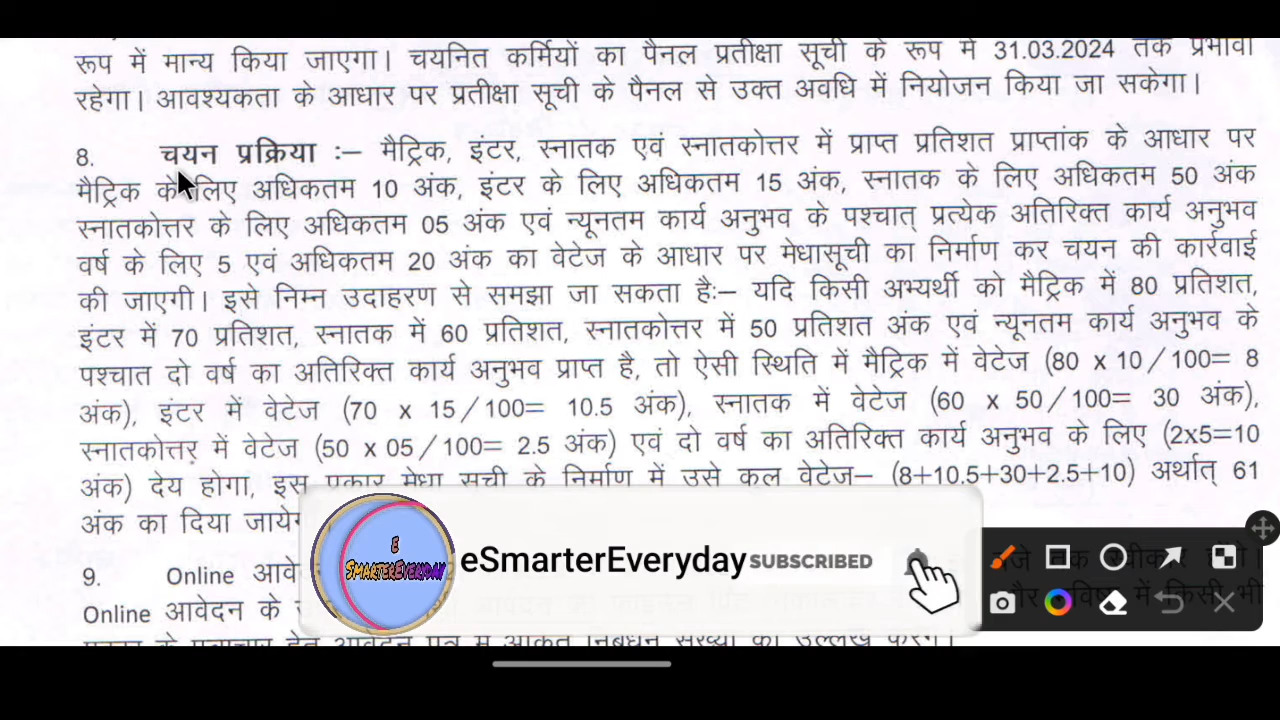 रूप में मान्य किया जाएगा। चयनित कर्मियों का पैनल प्रतीक्षा सूची के रूप में 31.03.2024 तक प्रभावी
रहेगा। आवश्यकता के आधार पर प्रतीक्षा सूची के पैनल से उक्त अवधि में नियोजन किया जा सकेगा।
8. चयन प्रक्रिया :– मैट्रिक, इंटर, स्नातक एवं स्नातकोत्तर में प्राप्त प्रतिशत प्राप्तांक के आधार पर
मैट्रिक के लिए अधिकतम 10 अंक, इंटर के लिए अधिकतम 15 अंक, स्नातक के लिए अधिकतम 50 अंक
स्नातकोत्तर के लिए अधिकतम 05 अंक एवं न्यूनतम कार्य अनुभव के पश्चात् प्रत्येक अतिरिक्त कार्य अनुभव
वर्ष के लिए 5 एवं अधिकतम 20 अंक का वेटेज के आधार पर मेधासूची का निर्माण कर चयन की कार्रवाई
की जाएगी। इसे निम्न उदाहरण से समझा जा सकता है:– यदि किसी अभ्यर्थी को मैट्रिक में 80 प्रतिशत,
इंटर में 70 प्रतिशत, स्नातक में 60 प्रतिशत, स्नातकोत्तर में 50 प्रतिशत अंक एवं न्यूनतम कार्य अनुभव के
पश्चात दो वर्ष का अतिरिक्त कार्य अनुभव प्राप्त है, तो ऐसी स्थिति में मैट्रिक में वेटेज (80 x 10/100= 8
अंक), इंटर में वेटेज (70 x 15/100= 10.5 अंक), स्नातक में वेटेज (60 x 50/100= 30 अंक),
स्नातकोत्तर में वेटेज (50 x 05/100= 2.5 अंक) एवं दो वर्ष का अतिरिक्त कार्य अनुभव के लिए (2x5=10
अंक) देय होगा, इस प्रकार मेधा सूची के निर्माण में उसे कुल वेटेज– (8+10.5+30+2.5+10) अर्थात् 61
अंक का दिया
E
SMARTEREVERYDAY
eSmarterEveryday SUBSCRIBED
9. Online
तक स्वीकार होंगे।
Online आवेदन के
में किसी भी